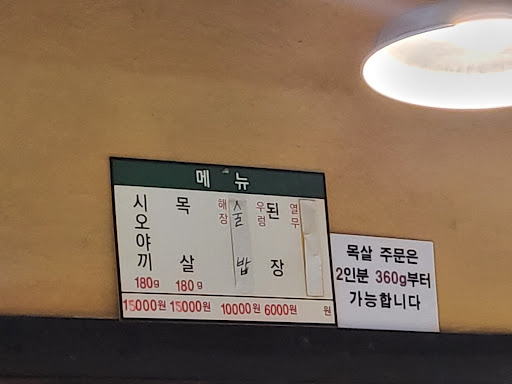 메 뉴
시오야끼
180g
15000원
목살
180g
15000원
해장
술밥
10000원
우렁
된장
6000원
열무
원
목살 주문은
2인분 360g부터
가능합니다